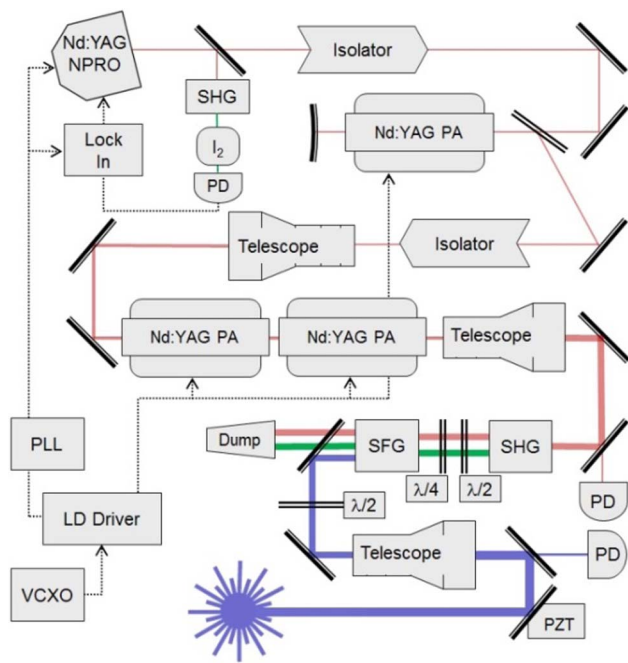 Nd:YAG
NPRO
Isolator
SHG
Lock
In
I₂
PD
Nd:YAG PA
Telescope
Isolator
Nd:YAG PA
Nd:YAG PA
Telescope
Dump
SFG
SHG
λ/4
λ/2
PLL
PD
λ/2
LD Driver
Telescope
PD
VCXO
PZT